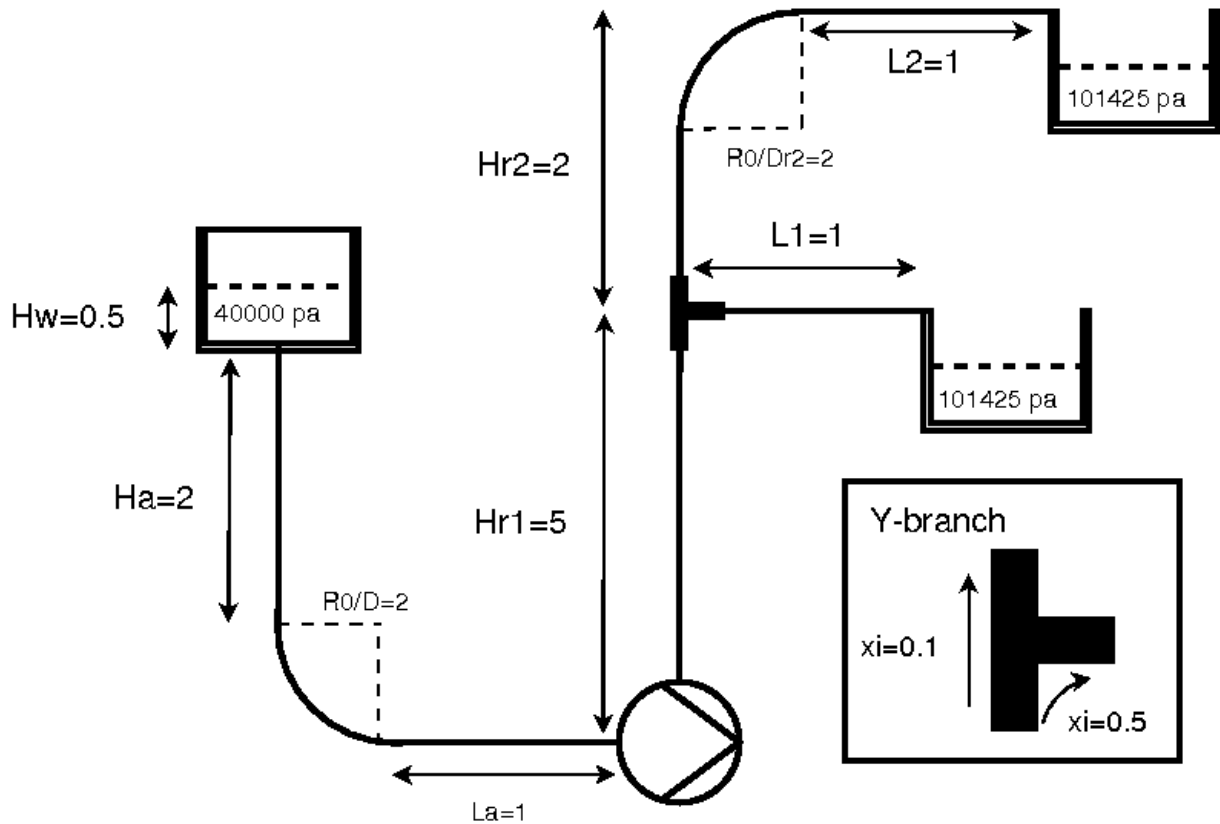 L2=1
101425 pa
Hr2=2
R0/Dr2=2
L1=1
Hw=0.5
40000 pa
101425 pa
Ha=2
Hr1=5
R0/D=2
La=1
Y-branch
xi=0.1
xi=0.5